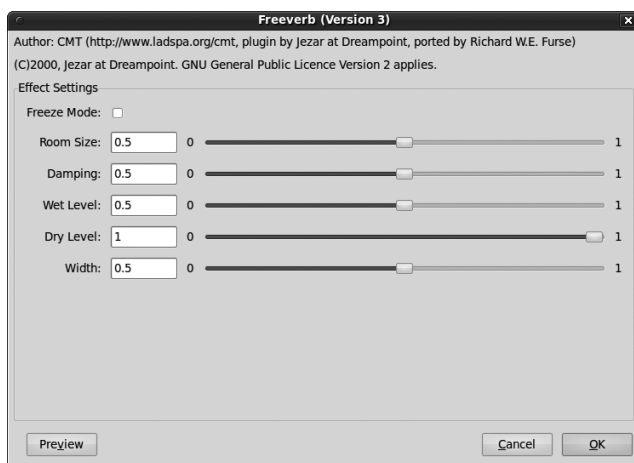 Freeverb (Version 3)
Author: CMT (http://www.ladspa.org/cmt, plugin by Jezar at Dreampoint, ported by Richard W.E. Furse)
(C)2000, Jezar at Dreampoint. GNU General Public Licence Version 2 applies.
Effect Settings
Freeze Mode:
Room Size: 0.5 0 1
Damping: 0.5 0 1
Wet Level: 0.5 0 1
Dry Level: 1 0 1
Width: 0.5 0 1
Preview Cancel OK